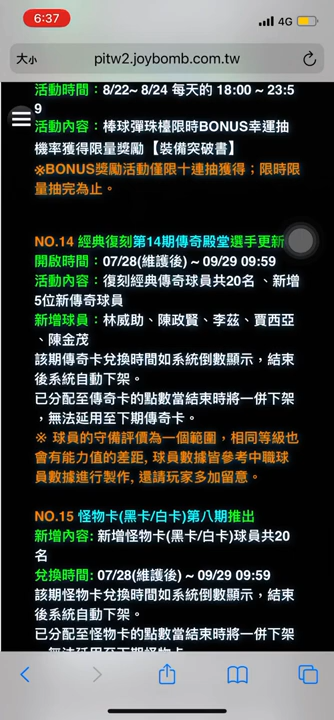 6:37
4G
大小
pitw2.joybomb.com.tw
活動時間：8/22~ 8/24 每天的 18:00 ~ 23:5
9
活動內容：棒球彈珠檯限時BONUS幸運抽
機率獲得限量獎勵【裝備突破書】
※BONUS獎勵活動僅限十連抽獲得；限時限
量抽完為止。
NO.14 經典復刻第14期傳奇殿堂選手更新
開啟時間：07/28(維護後) ~ 09/29 09:59
活動內容：復刻經典傳奇球員共20名 、新增
5位新傳奇球員
新增球員：林威助、陳政賢、李茲、賈西亞
、陳金茂
該期傳奇卡兌換時間如系統倒數顯示，結束
後系統自動下架。
已分配至傳奇卡的點數當結束時將一併下架
，無法延用至下期傳奇卡。
※ 球員的守備評價為一個範圍，相同等級也
會有能力值的差距, 球員數據皆參考中職球
員數據進行製作, 還請玩家多加留意。
NO.15 怪物卡(黑卡/白卡)第八期推出
新增內容: 新增怪物卡(黑卡/白卡)球員共20
名
兌換時間: 07/28(維護後) ~ 09/29 09:59
該期怪物卡兌換時間如系統倒數顯示，結束
後系統自動下架。
已分配至怪物卡的點數當結束時將一併下架
，無法延用至下期怪物卡。